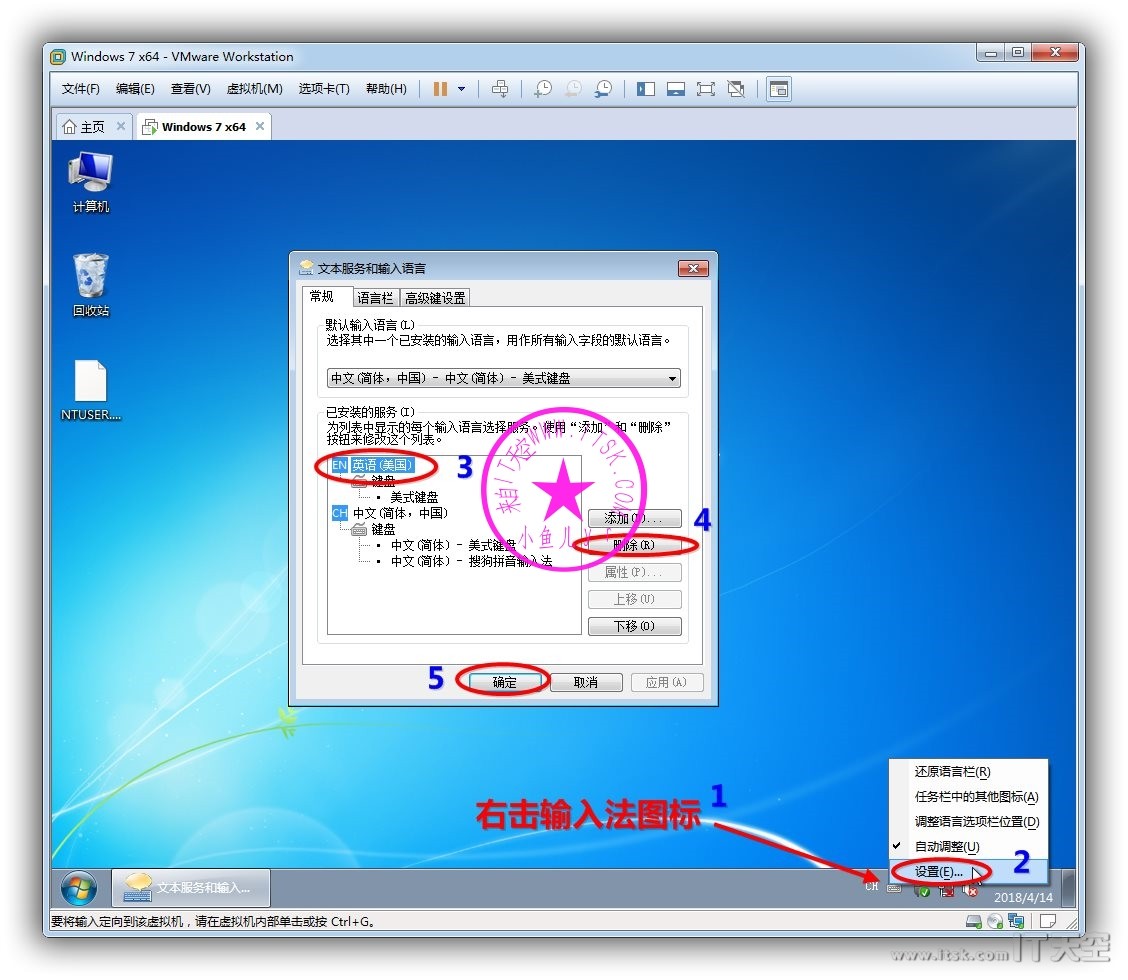 Windows 7 x64 - VMware Workstation
文件(F) 编辑(E) 查看(V) 虚拟机(M) 选项卡(T) 帮助(H)
主页 Windows 7 x64
计算机
回收站
NTUSER....
文本服务和输入语言
常规 语言栏 高级键设置
默认输入语言(L)
选择其中一个已安装的输入语言，用作所有输入字段的默认语言。
中文(简体，中国) - 中文(简体) - 美式键盘
已安装的服务(I)
为列表中显示的每个输入语言选择服务。使用“添加”和“删除”
按钮来修改这个列表。
EN 英语(美国)
3
键盘
美式键盘
CH 中文(简体，中国)
键盘
中文(简体) - 美式键盘
中文(简体) - 搜狗拼音输入法
来自IT天空WWW.ITSK.COM
小鱼儿
添加(D)...
4
删除(R)
属性(P)...
上移(U)
下移(O)
5
确定 取消 应用(A)
右击输入法图标
1
还原语言栏(R)
任务栏中的其他图标(A)
调整语言选项栏位置(D)
自动调整(U)
设置(E)...
2
文本服务和输入...
CH
2018/4/14
要将输入定向到该虚拟机，请在虚拟机内部单击或按 Ctrl+G。
www.itsk.com IT天空